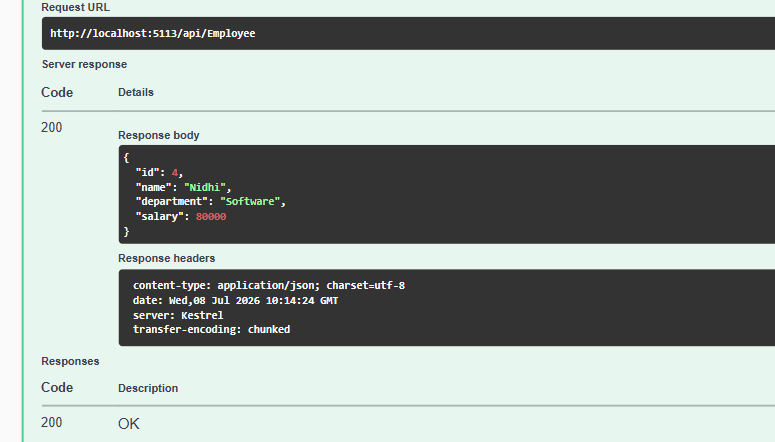 Request URL
http://localhost:5113/api/Employee
Server response
Code Details
200
Response body
{
"id": 4,
"name": "Nidhi",
"department": "Software",
"salary": 80000
}
Response headers
content-type: application/json; charset=utf-8
date: Wed,08 Jul 2026 10:14:24 GMT
server: Kestrel
transfer-encoding: chunked
Responses
Code Description
200 OK